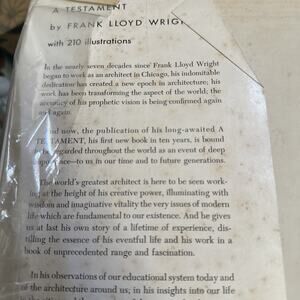 A TESTAMENT
by FRANK LLOYD WRIGH
with 210 illustrations
In the nearly seven decades since Frank Lloyd Wright
began to work as an architect in Chicago, his indomitable
dedication has created a new epoch in architecture; his
work has been transforming the aspect of the world; the
accuracy of his prophetic vision is being confirmed again
and again.
And now, the publication of his long-awaited A
TESTAMENT, his first new book in ten years, is bound
to be regarded throughout the world as an event of deep
importance—to us in our time and to future generations.
The world's greatest architect is here to be seen work-
ing at the height of his creative power, illuminating with
wisdom and imaginative vitality the very issues of modern
life which are fundamental to our existence. And he gives
us at last his own story of a lifetime of experience, dis-
tilling the essence of his eventful life and his work in a
book of unprecedented range and fascination.
In his observations of our educational system today and
of the architecture around us; in his insights into our life